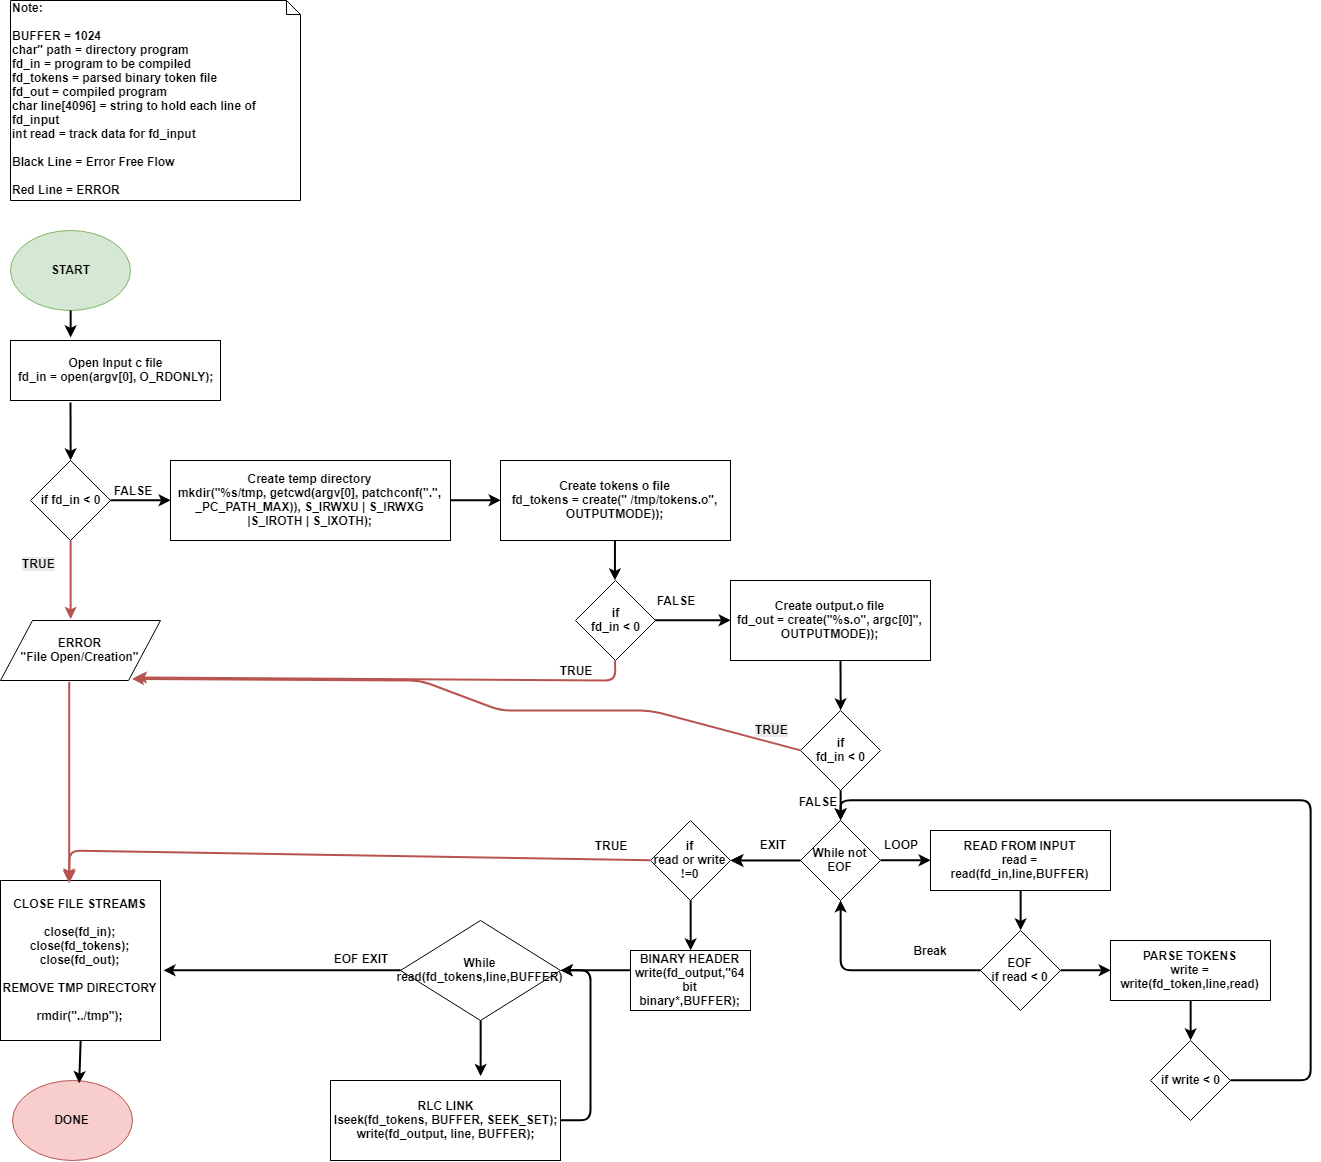 Note:
BUFFER = 1024
char" path = directory program
fd_in = program to be compiled
fd_tokens = parsed binary token file
fd_out = compiled program
char line[4096] = string to hold each line of
fd_input
int read = track data for fd_input
Black Line = Error Free Flow
Red Line = ERROR
START
Open Input c file
fd_in = open(argv[0], O_RDONLY);
if fd_in < 0
FALSE
Create temp directory
mkdir("%s/tmp, getcwd(argv[0], patchconf(".",
_PC_PATH_MAX)), S_IRWXU | S_IRWXG
|S_IROTH | S_IXOTH);
Create tokens o file
fd_tokens = create(" /tmp/tokens.o",
OUTPUTMODE));
TRUE
if
fd_in < 0
FALSE
Create output.o file
fd_out = create("%s.o", argc[0]",
OUTPUTMODE));
ERROR
"File Open/Creation"
TRUE
TRUE
if
fd_in < 0
FALSE
TRUE
if
read or write
!=0
EXIT
While not
EOF
LOOP
READ FROM INPUT
read =
read(fd_in,line,BUFFER)
CLOSE FILE STREAMS
close(fd_in);
close(fd_tokens);
close(fd_out);
REMOVE TMP DIRECTORY
rmdir("../tmp");
EOF EXIT
While
read(fd_tokens,line,BUFFER)
BINARY HEADER
write(fd_output,"64
bit
binary*,BUFFER);
Break
EOF
if read < 0
PARSE TOKENS
write =
write(fd_token,line,read)
if write < 0
RLC LINK
lseek(fd_tokens, BUFFER, SEEK_SET);
write(fd_output, line, BUFFER);
DONE